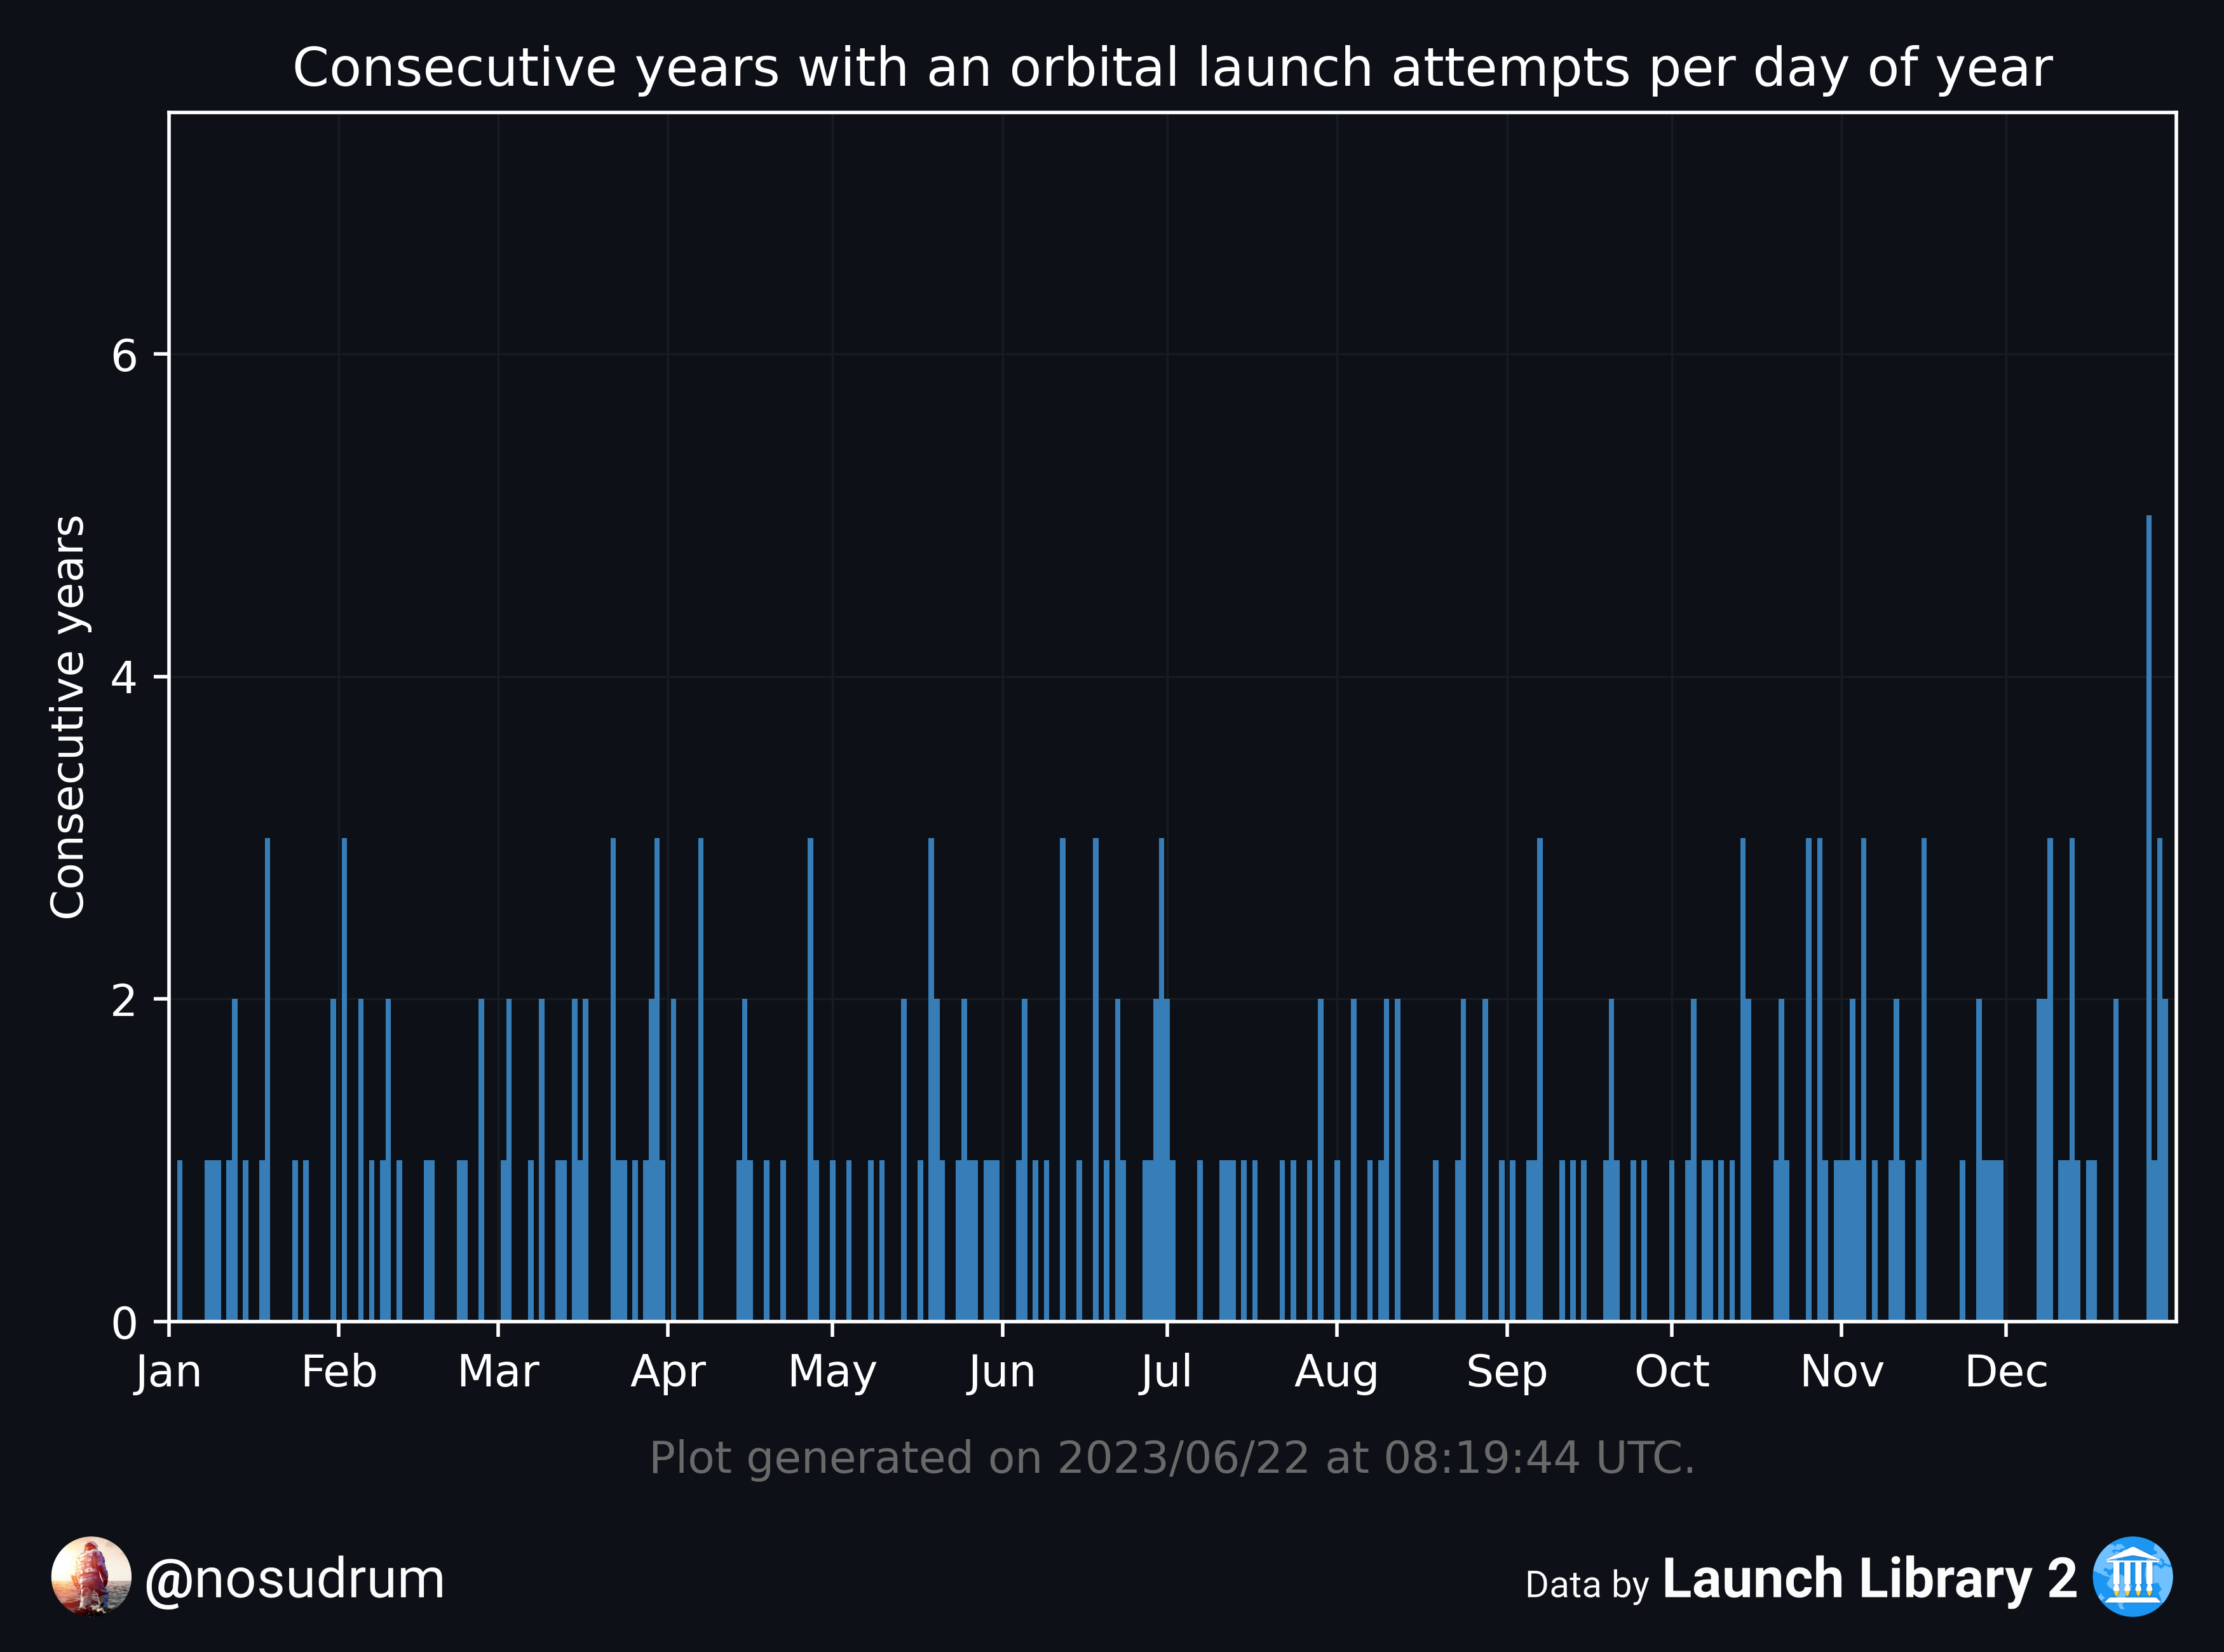 Consecutive years with an orbital launch attempts per day of year
Consecutive years
6
4
2
0
Jan Feb Mar Apr May Jun Jul Aug Sep Oct Nov Dec
Plot generated on 2023/06/22 at 08:19:44 UTC.
@nosudrum
Data by Launch Library 2